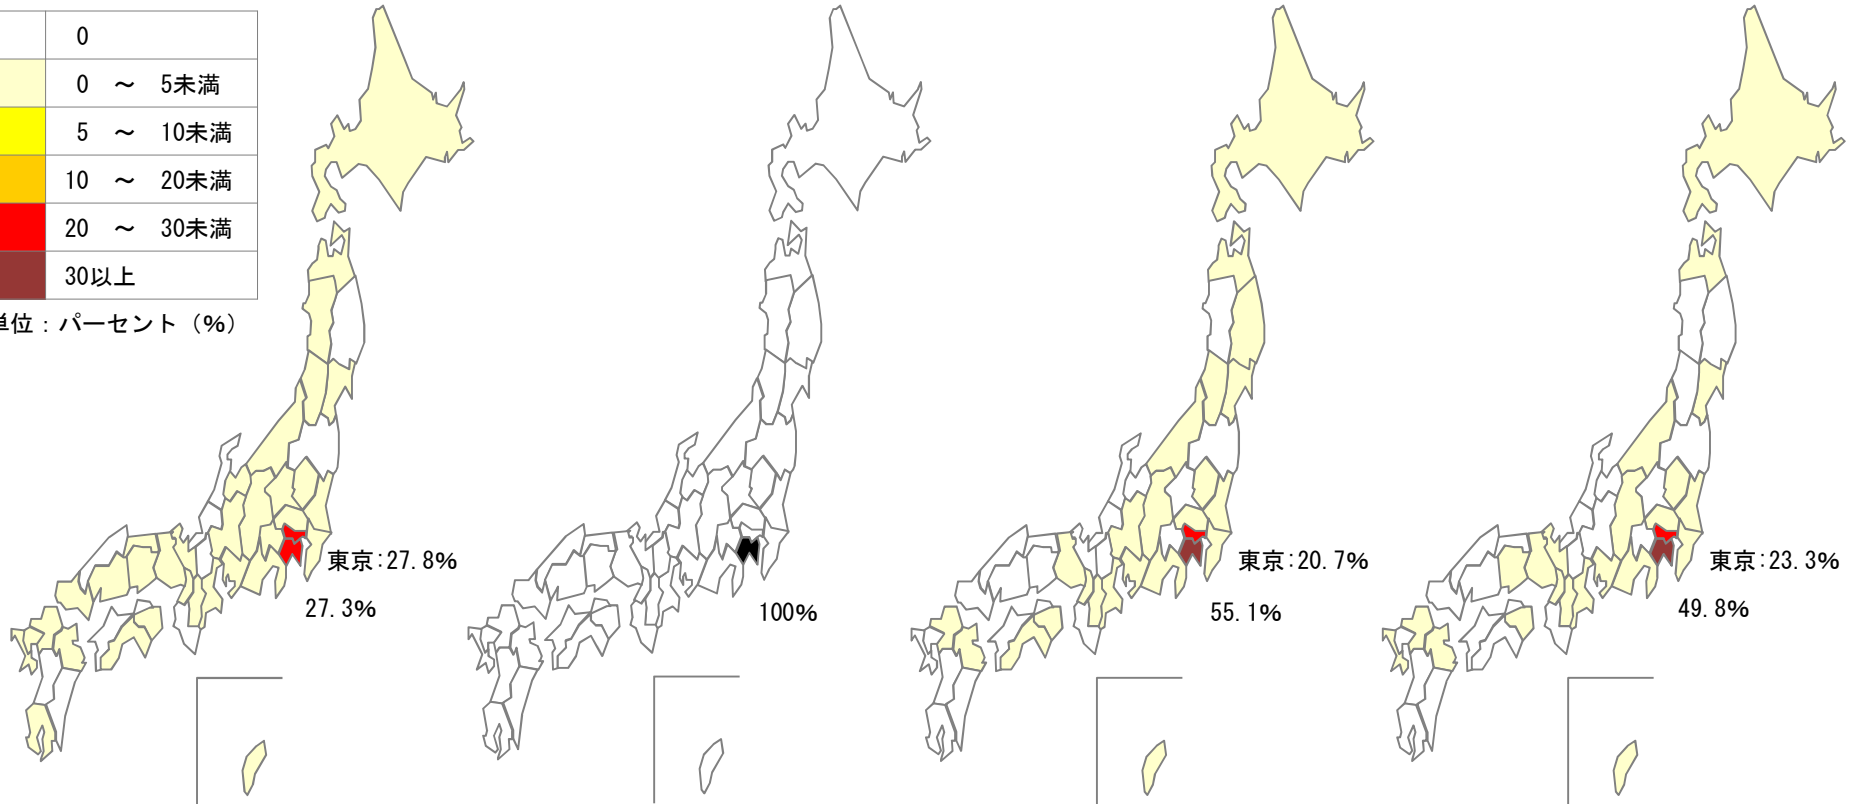 0
0 ～ 5未満
5 ～ 10未満
10 ～ 20未満
20 ～ 30未満
30以上
単位：パーセント（%）
東京:27.8%
27.3%
100%
東京:20.7%
55.1%
東京:23.3%
49.8%